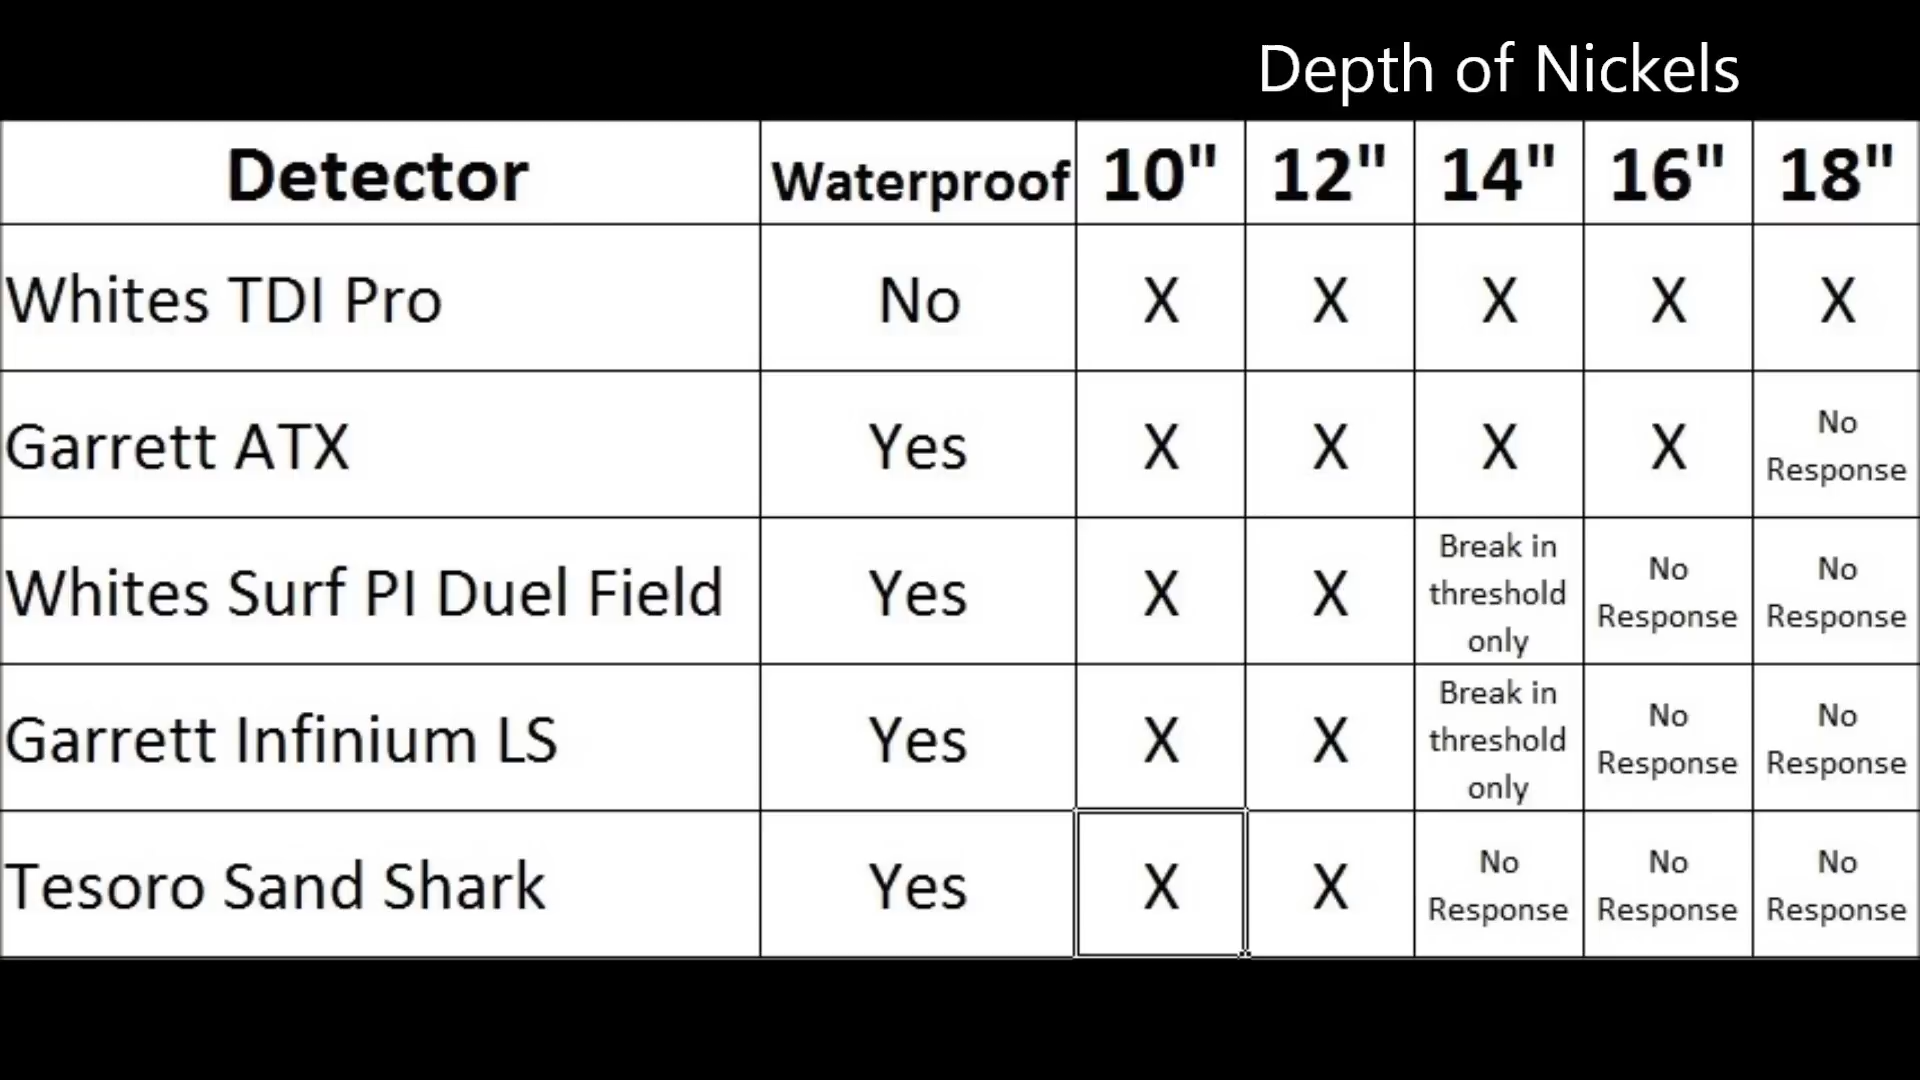 Depth of Nickels
Detector Waterproof 10" 12" 14" 16" 18"
Whites TDI Pro No X X X X X
Garrett ATX Yes X X X X No Response
Whites Surf PI Duel Field Yes X X Break in threshold only No Response No Response
Garrett Infinium LS Yes X X Break in threshold only No Response No Response
Tesoro Sand Shark Yes X X No Response No Response No Response